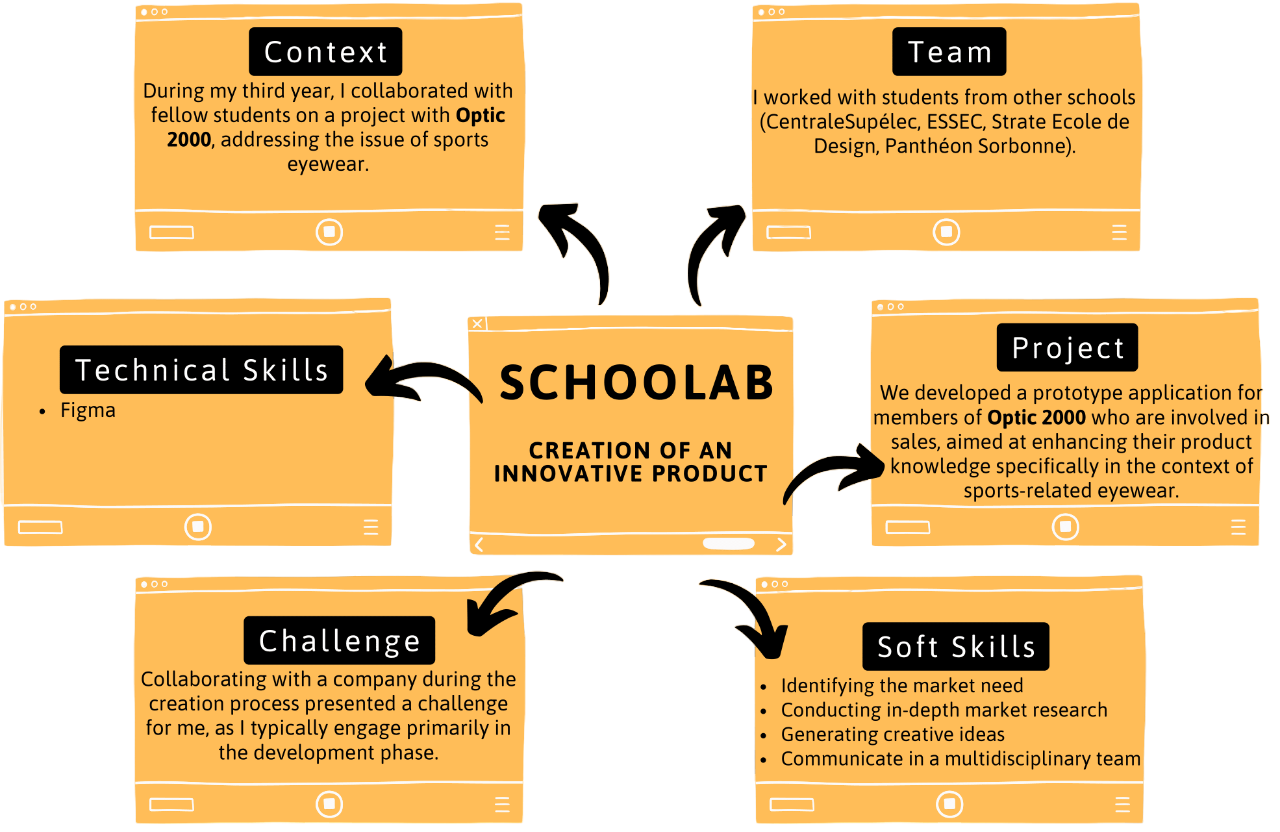 Context
During my third year, I collaborated with
fellow students on a project with Optic
2000, addressing the issue of sports
eyewear.
Team
I worked with students from other schools
(CentraleSupélec, ESSEC, Strate Ecole de
Design, Panthéon Sorbonne).
Technical Skills
• Figma
SCHOOLAB
CREATION OF AN
INNOVATIVE PRODUCT
Project
We developed a prototype application for
members of Optic 2000 who are involved in
sales, aimed at enhancing their product
knowledge specifically in the context of
sports-related eyewear.
Challenge
Collaborating with a company during the
creation process presented a challenge
for me, as I typically engage primarily in
the development phase.
Soft Skills
• Identifying the market need
• Conducting in-depth market research
• Generating creative ideas
• Communicate in a multidisciplinary team